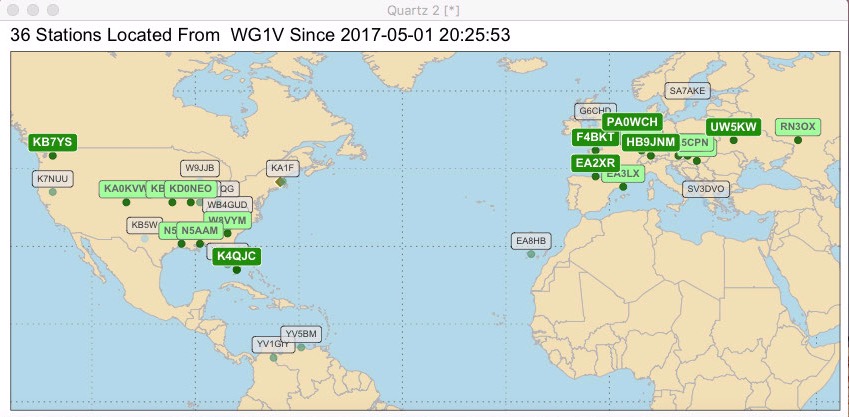 Quartz 2 [*]
36 Stations Located From WG1V Since 2017-05-01 20:25:53
SA7AKE
G6CHD
PA0WCH
KB7YS
F4BKT
HB9JNM
5CPN
UW5KW
RN3OX
W9JJB
KA1F
EA2XR
K7NUU
EA3LX
KA0KVW
KB
KD0NEO
QG
SV3DVO
WB4GUD
KB5W
W8VYM
N5
N5AAM
EA8HB
K4QJC
YV5BM
YV1GIY